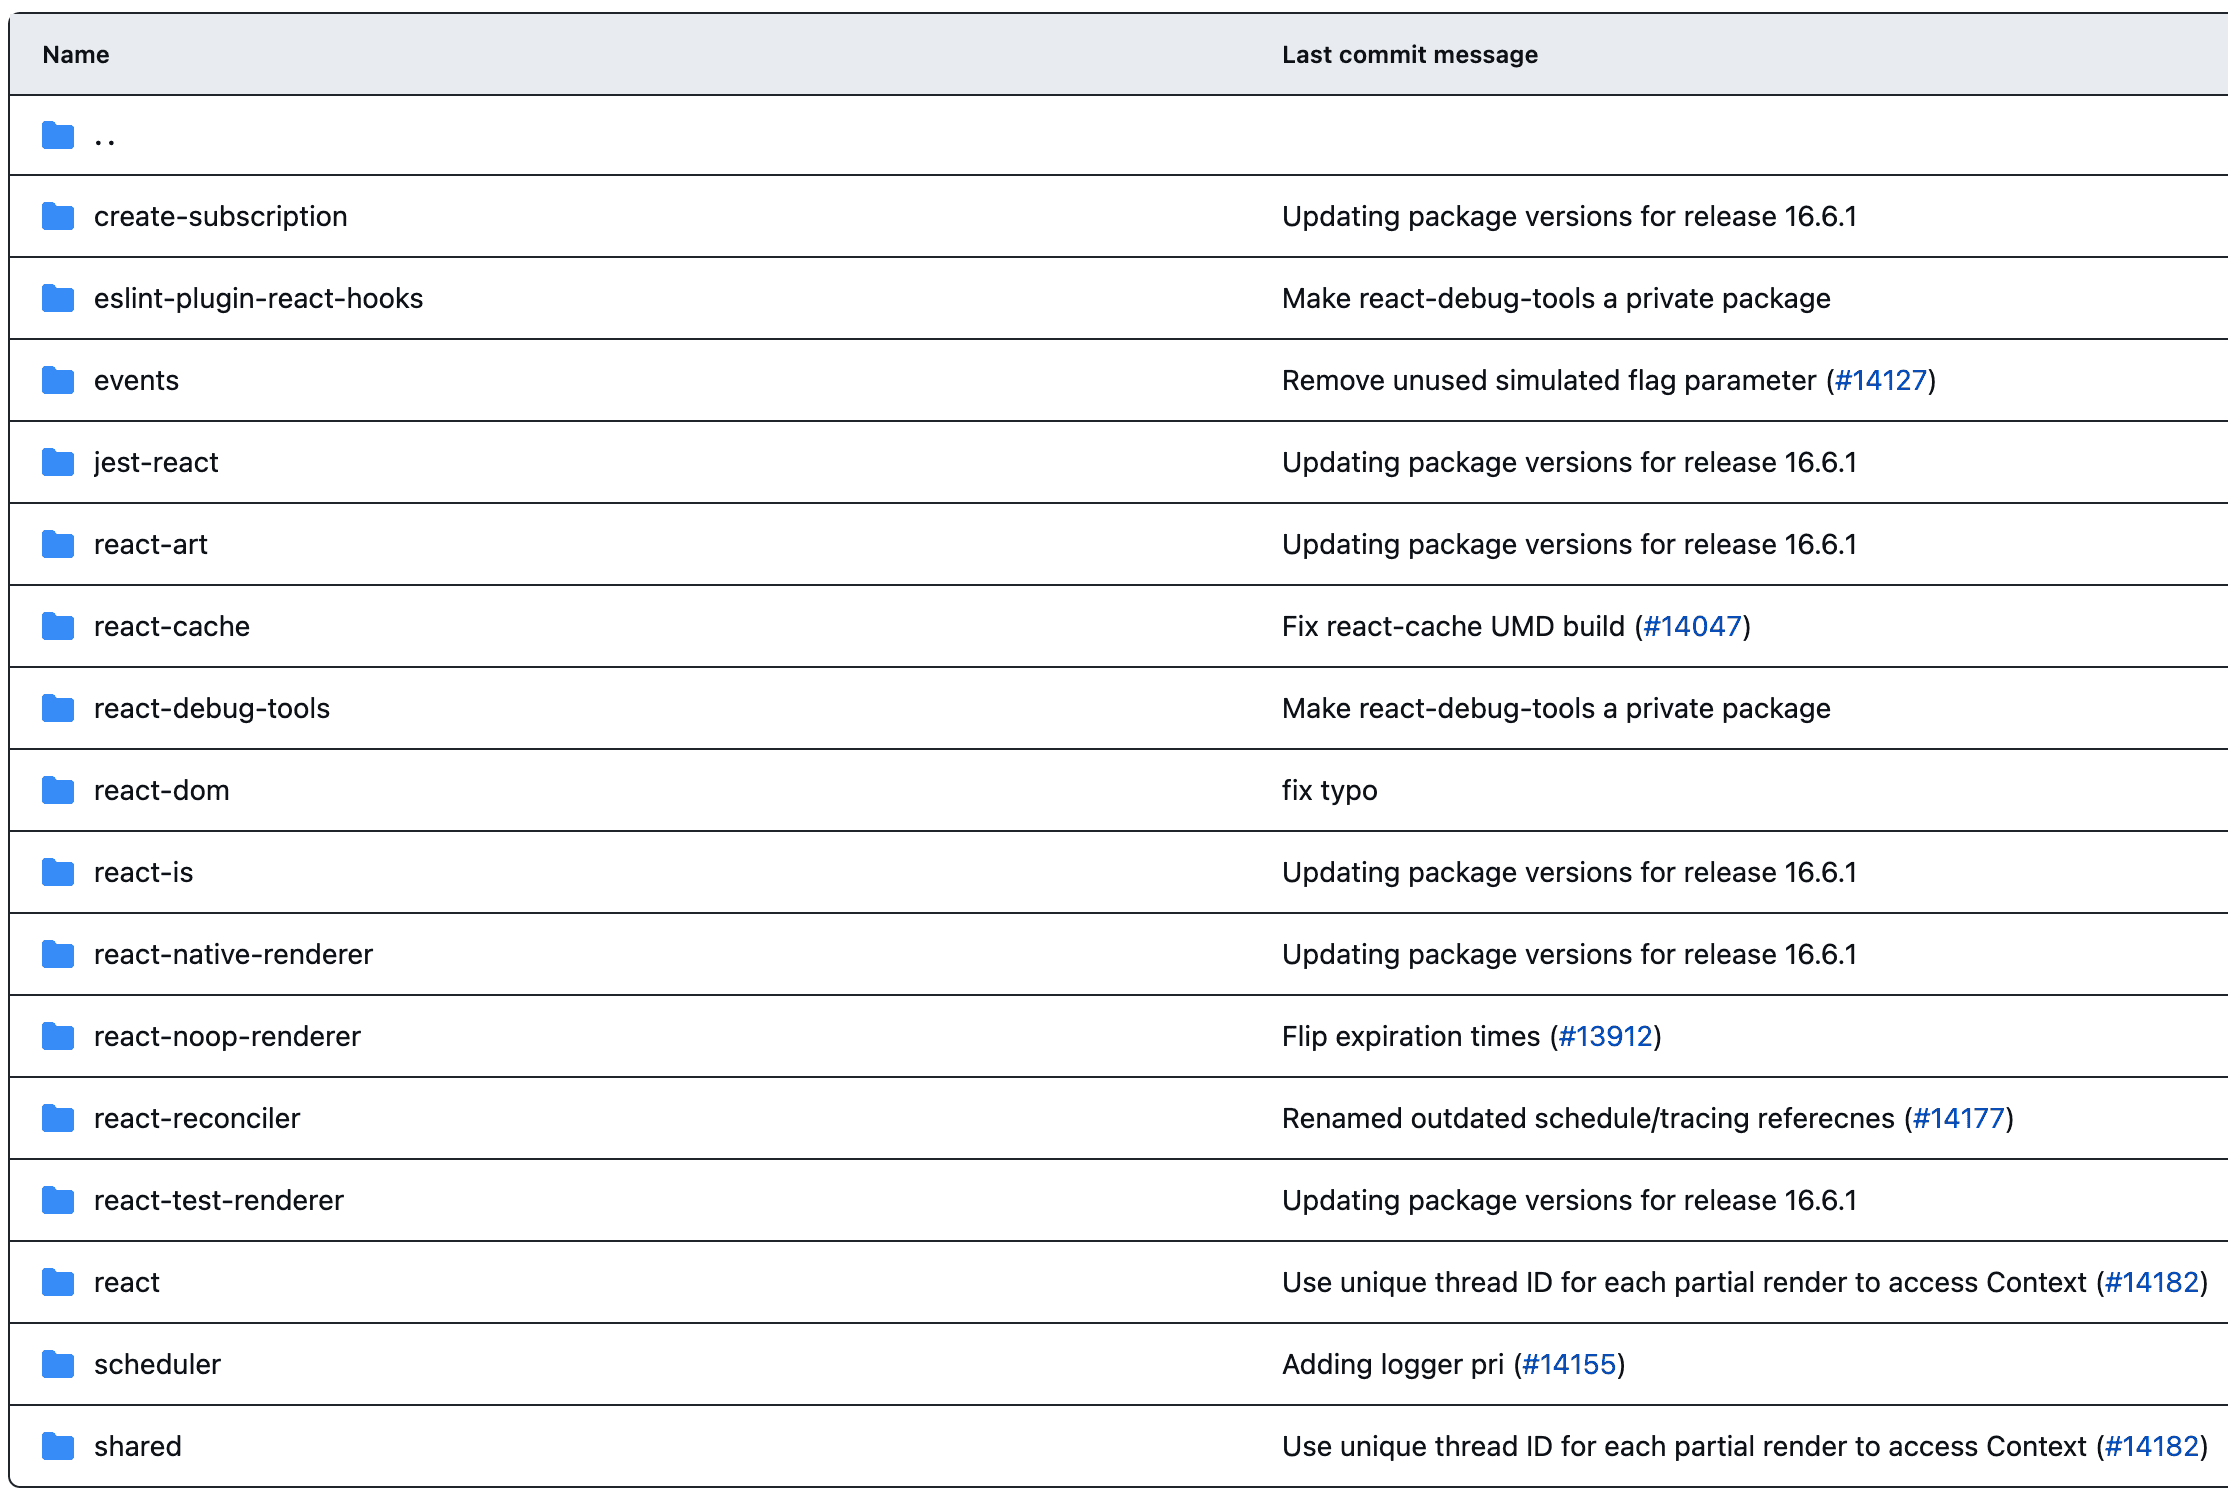 Name Last commit message
..
create-subscription Updating package versions for release 16.6.1
eslint-plugin-react-hooks Make react-debug-tools a private package
events Remove unused simulated flag parameter (#14127)
jest-react Updating package versions for release 16.6.1
react-art Updating package versions for release 16.6.1
react-cache Fix react-cache UMD build (#14047)
react-debug-tools Make react-debug-tools a private package
react-dom fix typo
react-is Updating package versions for release 16.6.1
react-native-renderer Updating package versions for release 16.6.1
react-noop-renderer Flip expiration times (#13912)
react-reconciler Renamed outdated schedule/tracing referecnes (#14177)
react-test-renderer Updating package versions for release 16.6.1
react Use unique thread ID for each partial render to access Context (#14182)
scheduler Adding logger pri (#14155)
shared Use unique thread ID for each partial render to access Context (#14182)